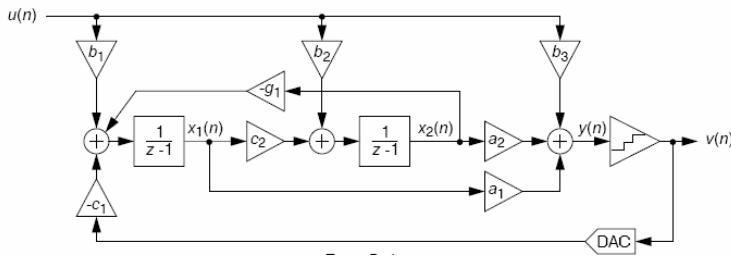 u(n)
b1 b2 b3
-g1
1 x1(n) c2 1 x2(n) a2 y(n) v(n)
z -1 z -1
-c1 a1
DAC